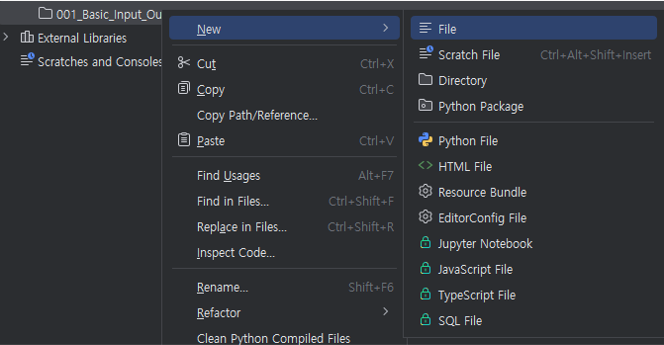 001_Basic_Input_Ou
External Libraries
Scratches and Consoles
New
Cut Ctrl+X
Copy Ctrl+C
Copy Path/Reference...
Paste Ctrl+V
Find Usages Alt+F7
Find in Files... Ctrl+Shift+F
Replace in Files... Ctrl+Shift+R
Inspect Code...
Rename... Shift+F6
Refactor
Clean Python Compiled Files
File
Scratch File Ctrl+Alt+Shift+Insert
Directory
Python Package
Python File
HTML File
Resource Bundle
EditorConfig File
Jupyter Notebook
JavaScript File
TypeScript File
SQL File